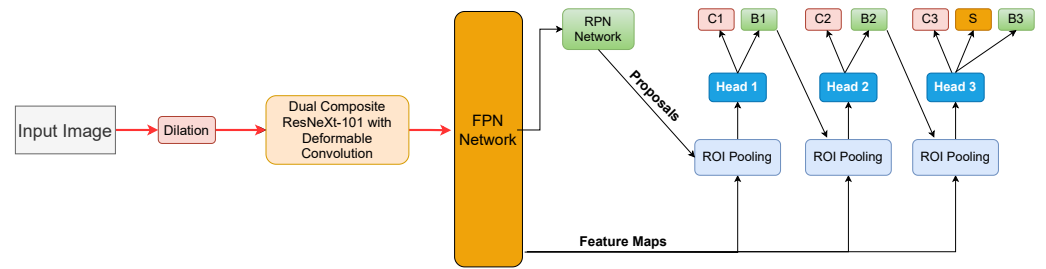 Input Image
Dilation
Dual Composite
ResNeXt-101 with
Deformable
Convolution
FPN
Network
RPN
Network
Proposals
Feature Maps
C1
B1
Head 1
ROI Pooling
C2
B2
Head 2
ROI Pooling
C3
S
B3
Head 3
ROI Pooling